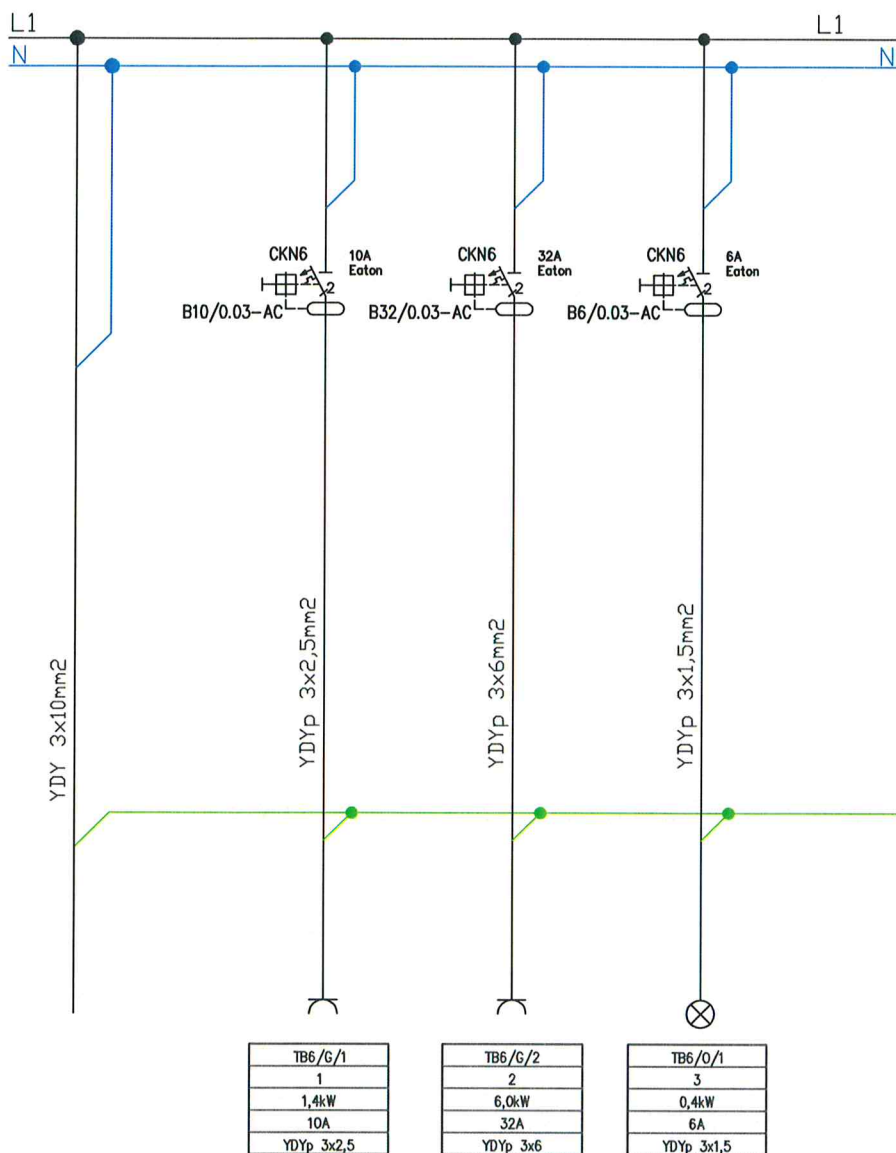 L1
L1
N
N
CKN6
10A
Eaton
B10/0.03-AC
2
CKN6
32A
Eaton
B32/0.03-AC
2
CKN6
6A
Eaton
B6/0.03-AC
2
YDY 3x10mm2
YDYp 3x2,5mm2
YDYp 3x6mm2
YDYp 3x1,5mm2
TB6/G/1
1
1,4kW
10A
YDYp 3x2,5
TB6/G/2
2
6,0kW
32A
YDYp 3x6
TB6/O/1
3
0,4kW
6A
YDYp 3x1,5